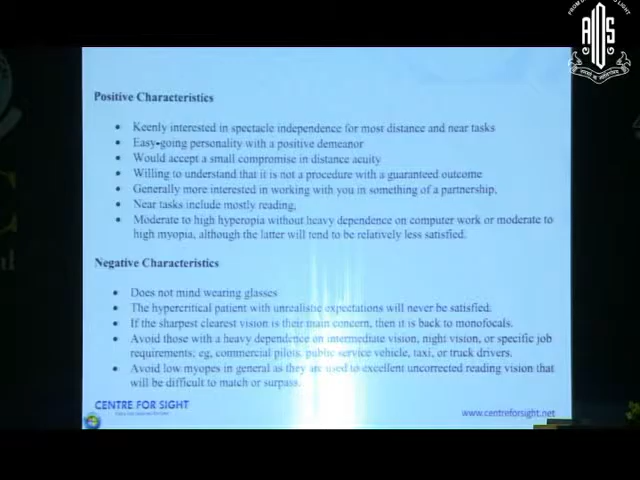 AIOS
Positive Characteristics
• Keenly interested in spectacle independence for most distance and near tasks
• Easy-going personality with a positive demeanor
• Would accept a small compromise in distance acuity
• Willing to understand that it is not a procedure with a guaranteed outcome
• Generally more interested in working with you in something of a partnership,
• Near tasks include mostly reading,
• Moderate to high hyperopia without heavy dependence on computer work or moderate to
high myopia, although the latter will tend to be relatively less satisfied.
Negative Characteristics
• Does not mind wearing glasses
• The hypercritical patient with unrealistic expectations will never be satisfied.
• If the sharpest clearest vision is their main concern, then it is back to monofocals.
• Avoid those with a heavy dependence on intermediate vision, night vision, or specific job
requirements; eg, commercial pilots, public service vehicle, taxi, or truck drivers.
• Avoid low myopes in general as they are used to excellent uncorrected reading vision that
will be difficult to match or surpass.
CENTRE FOR SIGHT
www.centreforsight.net